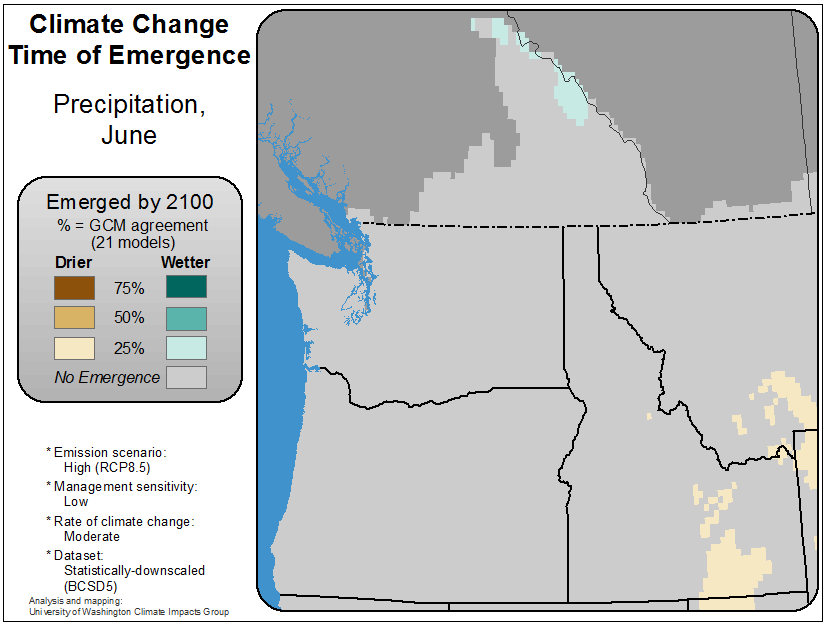 Climate Change
Time of Emergence
Precipitation,
June
Emerged by 2100
% = GCM agreement
(21 models)
Drier Wetter
75%
50%
25%
No Emergence
* Emission scenario:
High (RCP8.5)
* Management sensitivity:
Low
* Rate of climate change:
Moderate
* Dataset:
Statistically-downscaled
(BCSD5)
Analysis and mapping:
University of Washington Climate Impacts Group